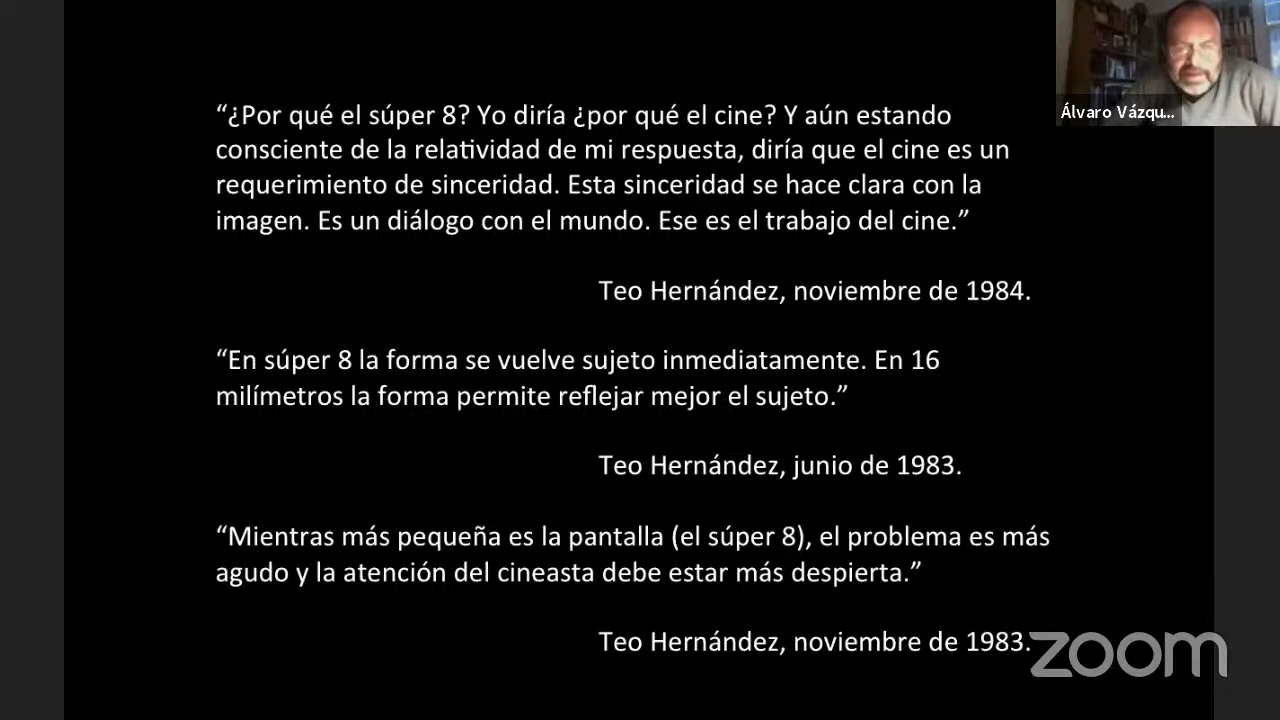 “¿Por qué el súper 8? Yo diría ¿por qué el cine? Y aún estando
consciente de la relatividad de mi respuesta, diría que el cine es un
requerimiento de sinceridad. Esta sinceridad se hace clara con la
imagen. Es un diálogo con el mundo. Ese es el trabajo del cine.”
Teo Hernández, noviembre de 1984.
“En súper 8 la forma se vuelve sujeto inmediatamente. En 16
milímetros la forma permite reflejar mejor el sujeto.”
Teo Hernández, junio de 1983.
“Mientras más pequeña es la pantalla (el súper 8), el problema es más
agudo y la atención del cineasta debe estar más despierta.”
Teo Hernández, noviembre de 1983.
Álvaro Vázqu...
zoom